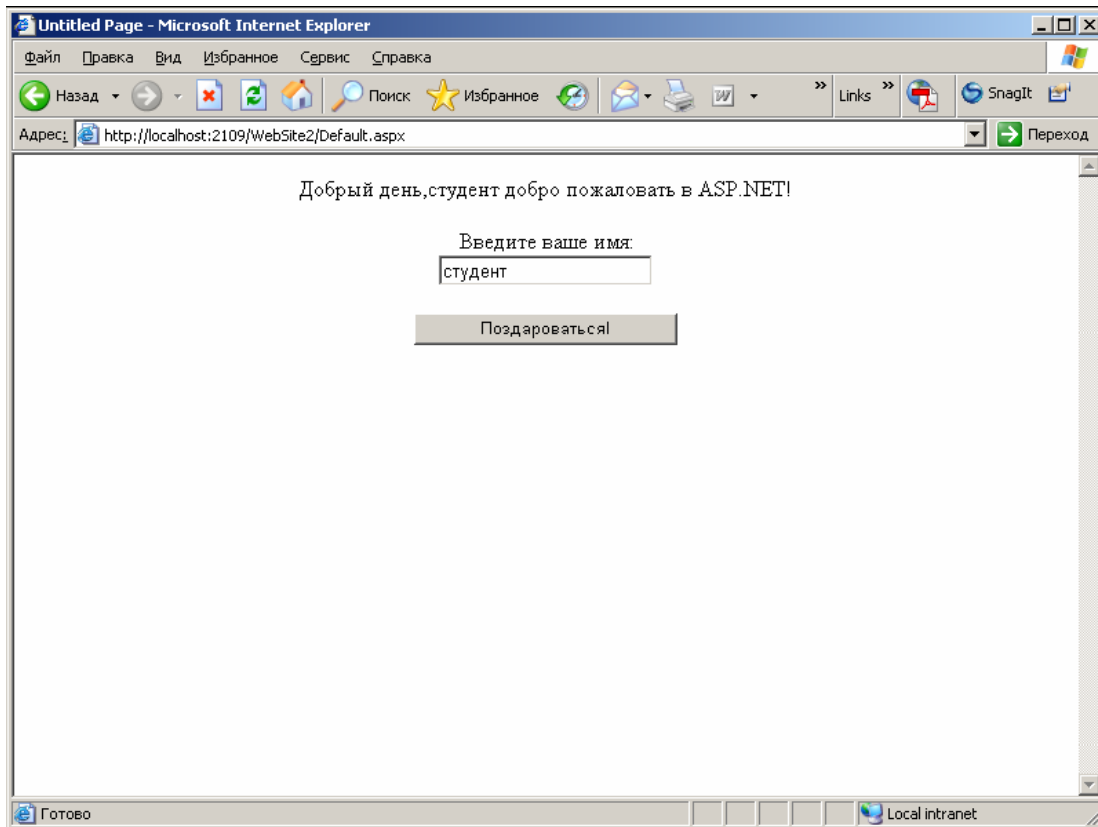 Untitled Page - Microsoft Internet Explorer
Файл Правка Вид Избранное Сервис Справка
Назад Поиск Избранное » Links » SnagIt
Адрес: http://localhost:2109/WebSite2/Default.aspx Переход
Добрый день,студент добро пожаловать в ASP.NET!
Введите ваше имя:
студент
Поздароваться!
Готово Local intranet